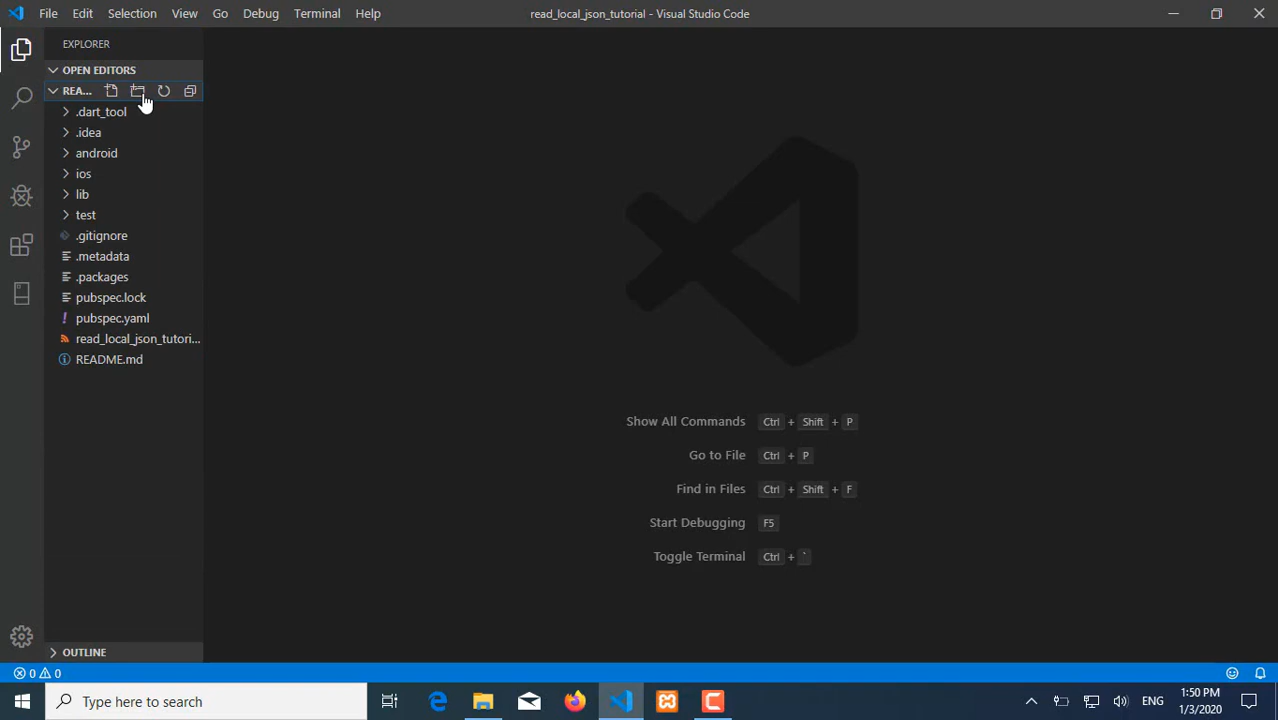 File Edit Selection View Go Debug Terminal Help
read_local_json_tutorial - Visual Studio Code
EXPLORER
OPEN EDITORS
REA...
.dart_tool
.idea
android
ios
lib
test
.gitignore
.metadata
.packages
pubspec.lock
pubspec.yaml
read_local_json_tutori...
README.md
Show All Commands Ctrl + Shift + P
Go to File Ctrl + P
Find in Files Ctrl + Shift + F
Start Debugging F5
Toggle Terminal Ctrl + `
OUTLINE
0 0
Type here to search
ENG
1:50 PM
1/3/2020